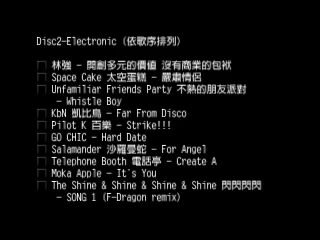 Disc2-Electronic (依歌序排列)
林強 - 開創多元的價值 沒有商業的包袱
Space Cake 太空蛋糕 - 嚴肅情侶
Unfamiliar Friends Party 不熟的朋友派對
- Whistle Boy
KbN 凱比鳥 - Far From Disco
Pilot K 百樂 - Strike!!!
GO CHIC - Hard Date
Salamander 沙羅曼蛇 - For Angel
Telephone Booth 電話亭 - Create A
Moka Apple - It's You
The Shine & Shine & Shine & Shine 閃閃閃閃
- SONG 1 (F-Dragon remix)